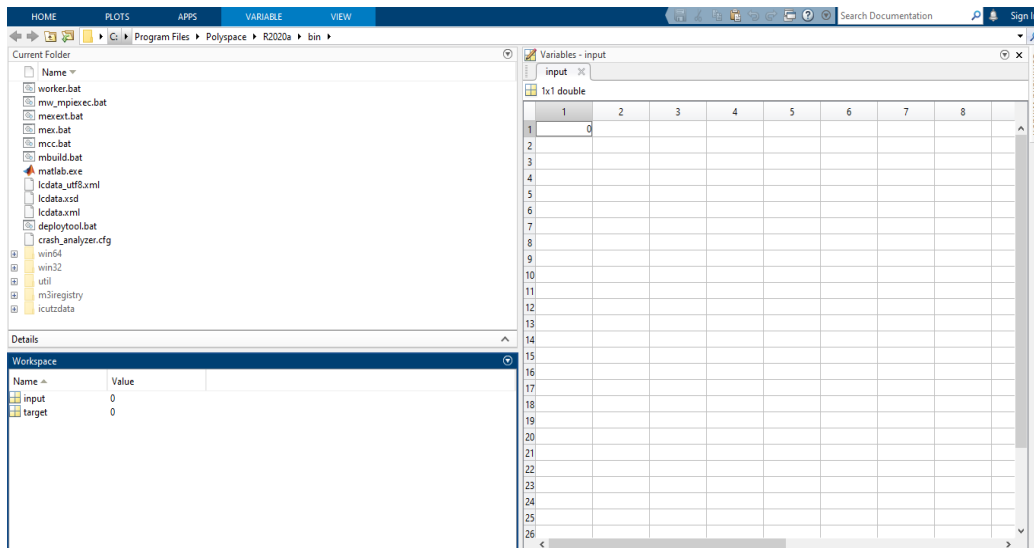 HOME PLOTS APPS VARIABLE VIEW Search Documentation Sign I
C: Program Files Polyspace R2020a bin
Current Folder
Name
worker.bat
mw_mpiexec.bat
mexext.bat
mex.bat
mcc.bat
mbuild.bat
matlab.exe
lcdata_utf8.xml
lcdata.xsd
lcdata.xml
deploytool.bat
crash_analyzer.cfg
win64
win32
util
m3iregistry
icutzdata
Details
Workspace
Name Value
input 0
target 0
Variables - input
input
1x1 double
1 2 3 4 5 6 7 8
1 0
2
3
4
5
6
7
8
9
10
11
12
13
14
15
16
17
18
19
20
21
22
23
24
25
26